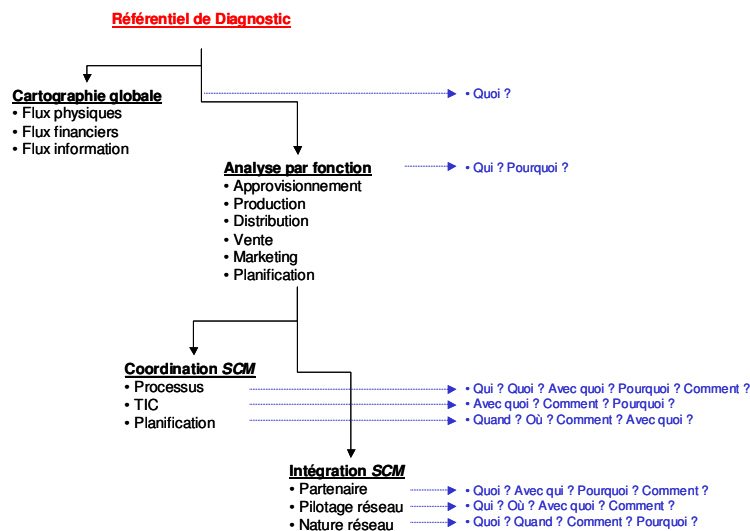 Référentiel de Diagnostic
Cartographie globale
• Flux physiques
• Flux financiers
• Flux information
• Quoi ?
Analyse par fonction
• Approvisionnement
• Production
• Distribution
• Vente
• Marketing
• Planification
• Qui ? Pourquoi ?
Coordination SCM
• Processus
• Qui ? Quoi ? Avec quoi ? Pourquoi ? Comment ?
• TIC
• Avec quoi ? Comment ? Pourquoi ?
• Planification
• Quand ? Où ? Comment ? Avec quoi ?
Intégration SCM
• Partenaire
• Quoi ? Avec qui ? Pourquoi ? Comment ?
• Pilotage réseau
• Qui ? Où ? Avec quoi ? Comment ?
• Nature réseau
• Quoi ? Quand ? Comment ? Pourquoi ?